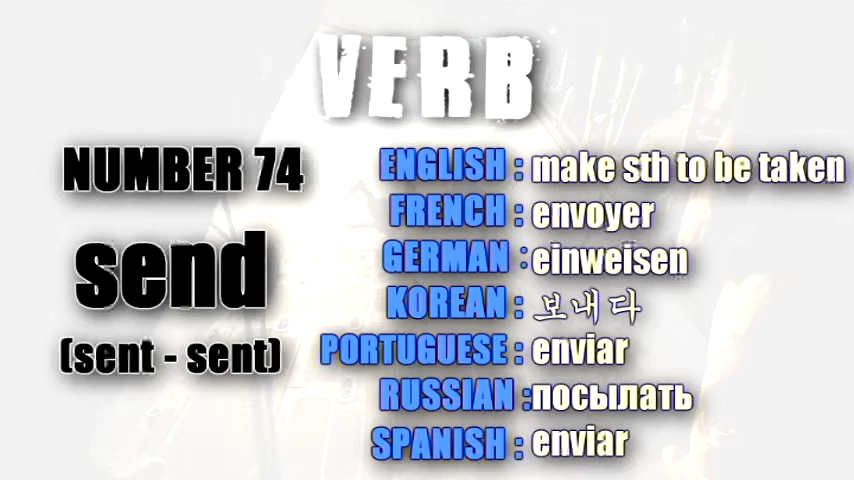 VERB
NUMBER 74
send
(sent - sent)
ENGLISH : make sth to be taken
FRENCH : envoyer
GERMAN : einweisen
KOREAN : 보내다
PORTUGUESE : enviar
RUSSIAN : посылать
SPANISH : enviar